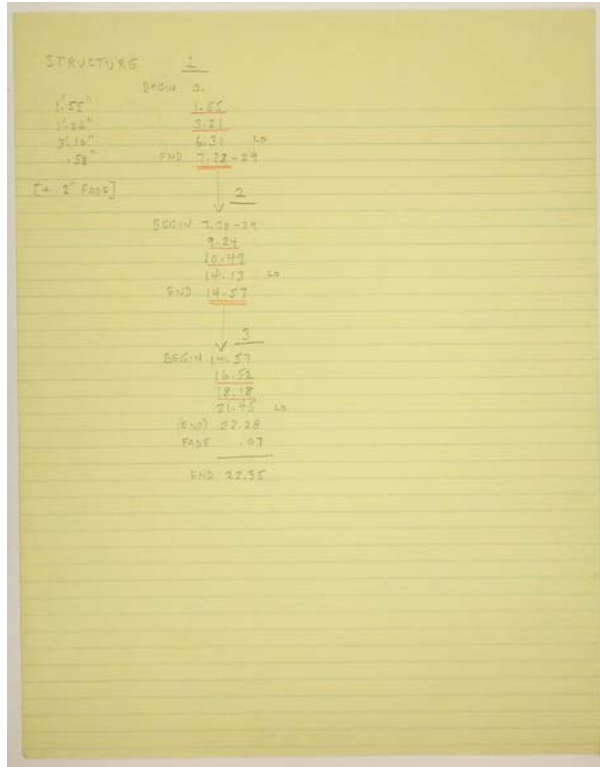 STRUCTURE 1
BEGIN 0.
1'.55" 1.55
1'.26" 3.21
3'.10" 6.31 LO
.58" END 7.28-29
[+ 2" FADE]
2
BEGIN 7.28-29
9.24
10.49
14.13 LO
END 14.57
3
BEGIN 14.57
16.52
18.18
21.45 LO
(END) 22.28
FADE .07
END 22.35